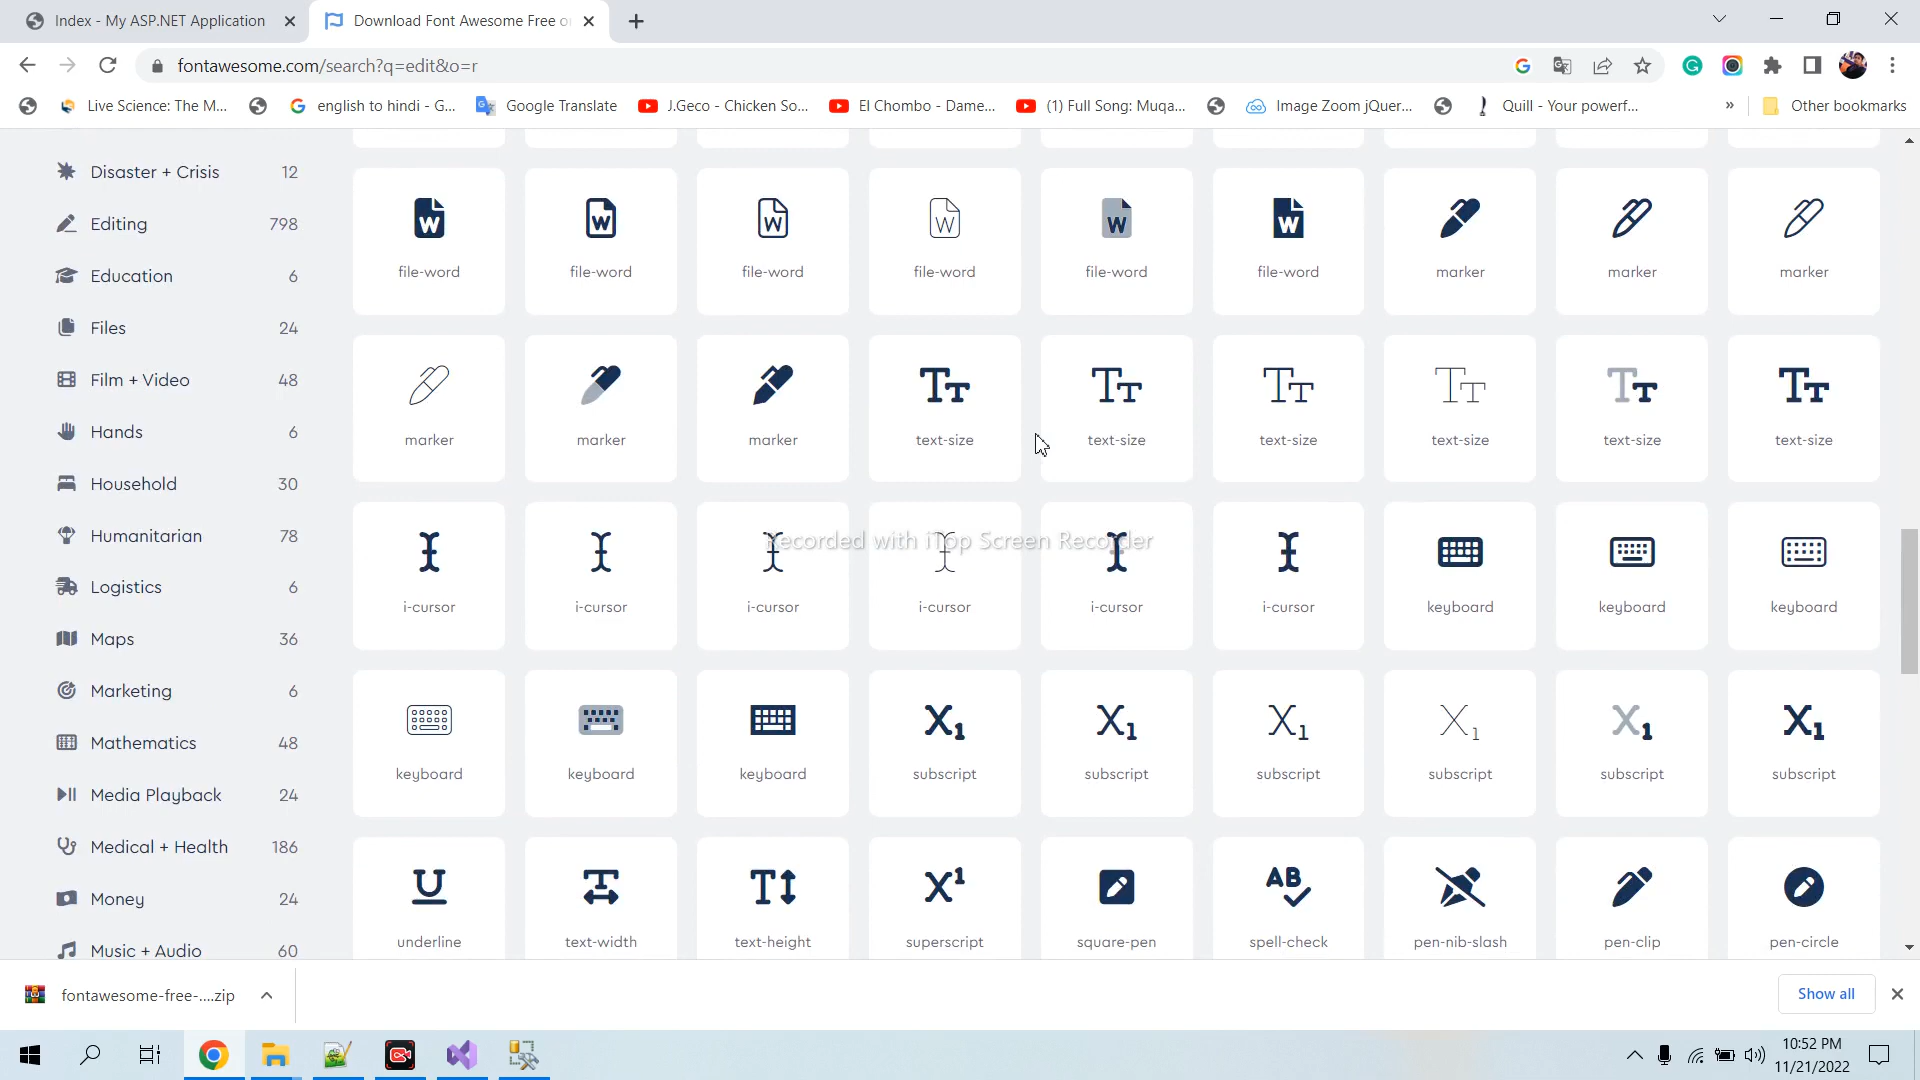 Index - My ASP.NET Application
Download Font Awesome Free o
fontawesome.com/search?q=edit&o=r
Live Science: The M...
english to hindi - G...
Google Translate
J.Geco - Chicken So...
El Chombo - Dame...
(1) Full Song: Muqa...
Image Zoom jQuer...
Quill - Your powerf...
»
Other bookmarks
Disaster + Crisis 12
Editing 798
Education 6
Files 24
Film + Video 48
Hands 6
Household 30
Humanitarian 78
Logistics 6
Maps 36
Marketing 6
Mathematics 48
Media Playback 24
Medical + Health 186
Money 24
Music + Audio 60
file-word file-word file-word file-word file-word file-word marker marker marker
marker marker marker text-size text-size text-size text-size text-size text-size
Recorded with iTop Screen Recorder
i-cursor i-cursor i-cursor i-cursor i-cursor i-cursor keyboard keyboard keyboard
keyboard keyboard keyboard subscript subscript subscript subscript subscript subscript
underline text-width text-height superscript square-pen spell-check pen-nib-slash pen-clip pen-circle
fontawesome-free-....zip
Show all
10:52 PM
11/21/2022